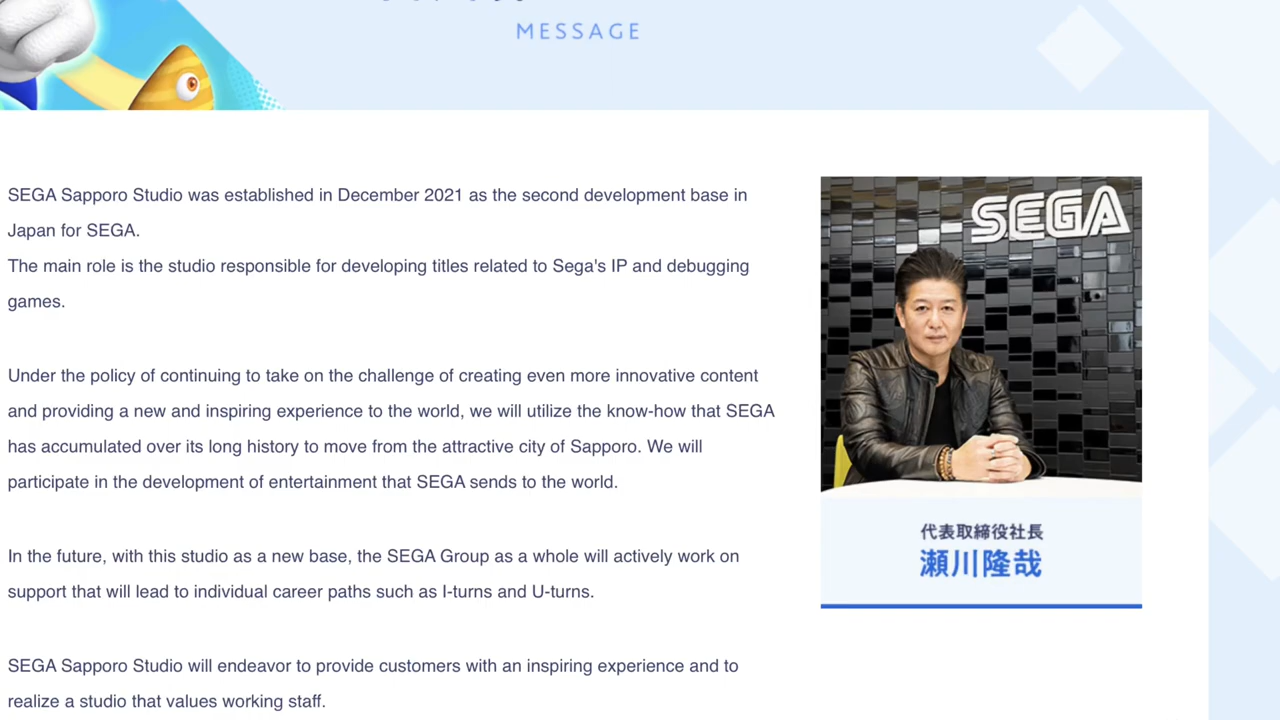 MESSAGE
SEGA Sapporo Studio was established in December 2021 as the second development base in
Japan for SEGA.
The main role is the studio responsible for developing titles related to Sega's IP and debugging
games.
Under the policy of continuing to take on the challenge of creating even more innovative content
and providing a new and inspiring experience to the world, we will utilize the know-how that SEGA
has accumulated over its long history to move from the attractive city of Sapporo. We will
participate in the development of entertainment that SEGA sends to the world.
In the future, with this studio as a new base, the SEGA Group as a whole will actively work on
support that will lead to individual career paths such as I-turns and U-turns.
SEGA Sapporo Studio will endeavor to provide customers with an inspiring experience and to
realize a studio that values working staff.
SEGA
代表取締役社長
瀬川隆哉